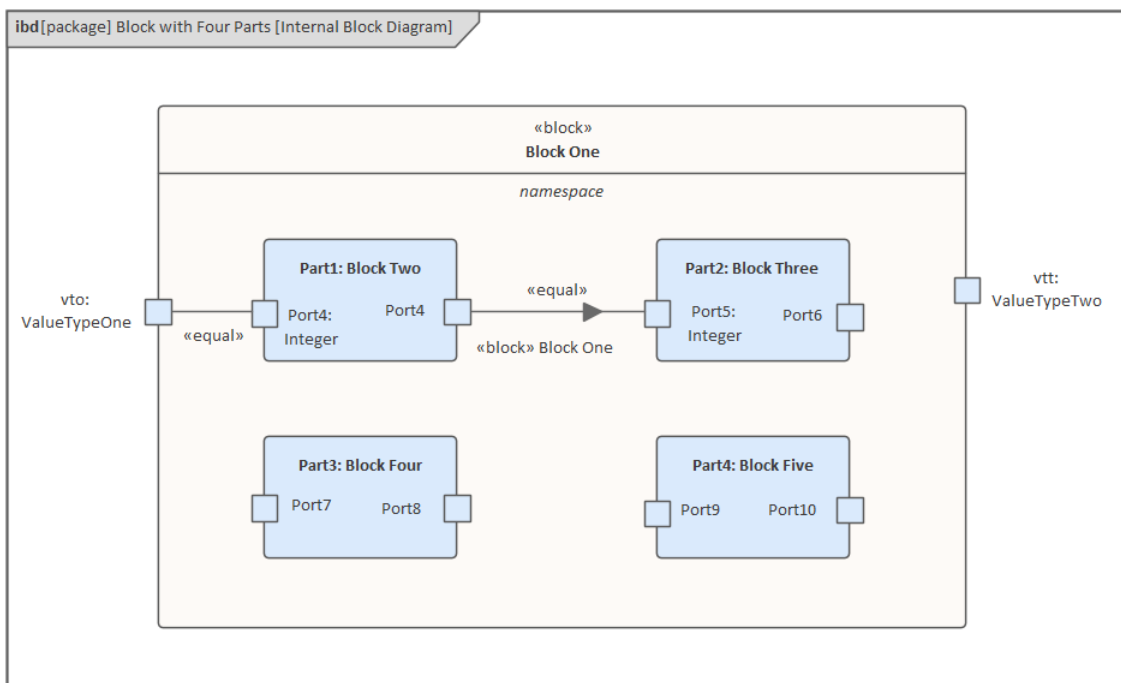 ibd[package] Block with Four Parts [Internal Block Diagram]
«block»
Block One
namespace
Part1: Block Two
Part2: Block Three
vto:
ValueTypeOne
«equal»
Port4:
Integer
Port4
«equal»
«block» Block One
Port5:
Integer
Port6
vtt:
ValueTypeTwo
Part3: Block Four
Port7
Port8
Part4: Block Five
Port9
Port10